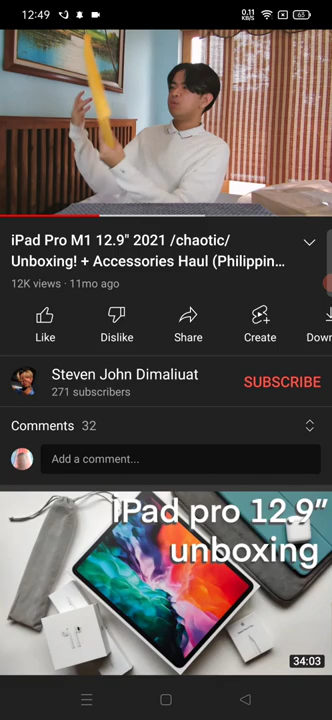 12:49
0.11
KB/S
63
iPad Pro M1 12.9" 2021 /chaotic/
Unboxing! + Accessories Haul (Philippin...
12K views · 11mo ago
Like
Dislike
Share
Create
Down
Steven John Dimaliuat
271 subscribers
SUBSCRIBE
Comments 32
Add a comment...
iPad pro 12.9”
unboxing
34:03